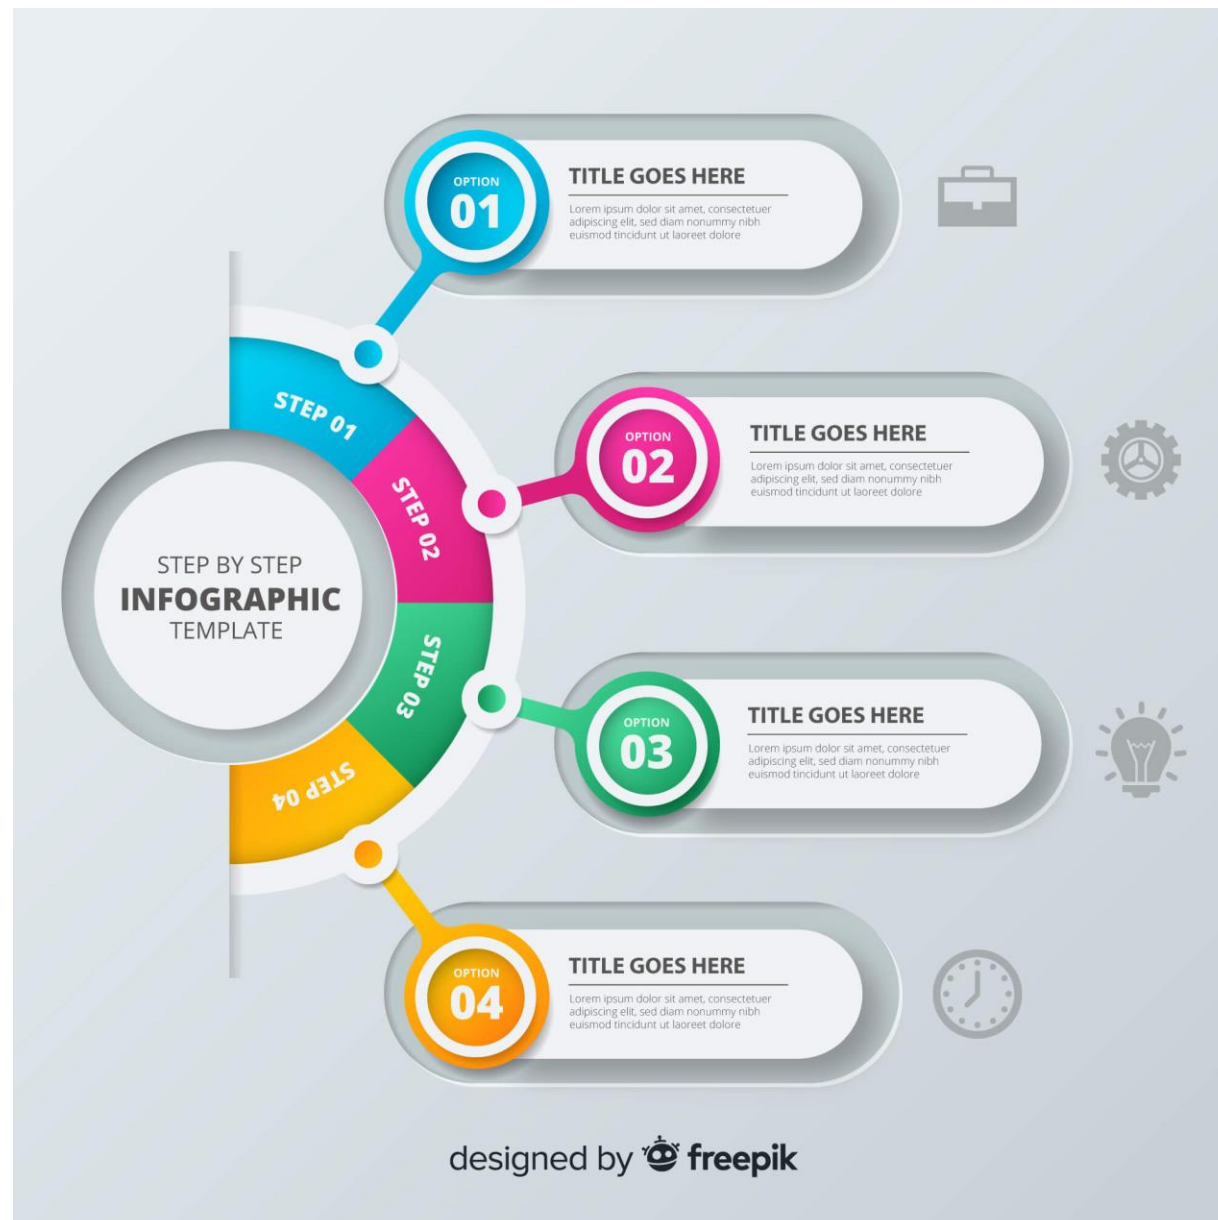 OPTION
01
TITLE GOES HERE
Lorem ipsum dolor sit amet, consectetuer
adipiscing elit, sed diam nonummy nibh
euismod tincidunt ut laoreet dolore
STEP 01
OPTION
02
TITLE GOES HERE
Lorem ipsum dolor sit amet, consectetuer
adipiscing elit, sed diam nonummy nibh
euismod tincidunt ut laoreet dolore
STEP 02
STEP BY STEP
INFOGRAPHIC
TEMPLATE
STEP 03
OPTION
03
TITLE GOES HERE
Lorem ipsum dolor sit amet, consectetuer
adipiscing elit, sed diam nonummy nibh
euismod tincidunt ut laoreet dolore
STEP 04
OPTION
04
TITLE GOES HERE
Lorem ipsum dolor sit amet, consectetuer
adipiscing elit, sed diam nonummy nibh
euismod tincidunt ut laoreet dolore
designed by freepik